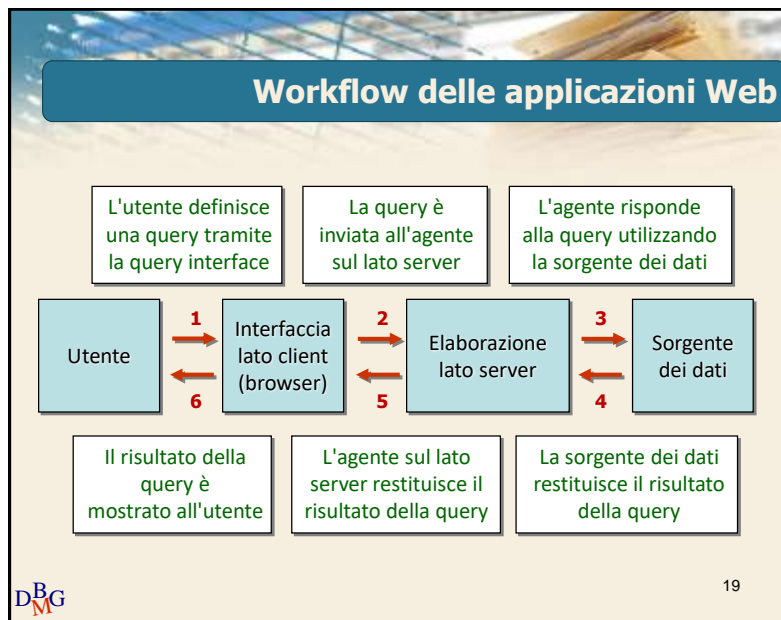 Workflow delle applicazioni Web
L'utente definisce
una query tramite
la query interface
La query è
inviata all'agente
sul lato server
L'agente risponde
alla query utilizzando
la sorgente dei dati
Utente
1
6
Interfaccia
lato client
(browser)
2
5
Elaborazione
lato server
3
4
Sorgente
dei dati
Il risultato della
query è
mostrato all'utente
L'agente sul lato
server restituisce il
risultato della query
La sorgente dei dati
restituisce il risultato
della query
DBMG
19